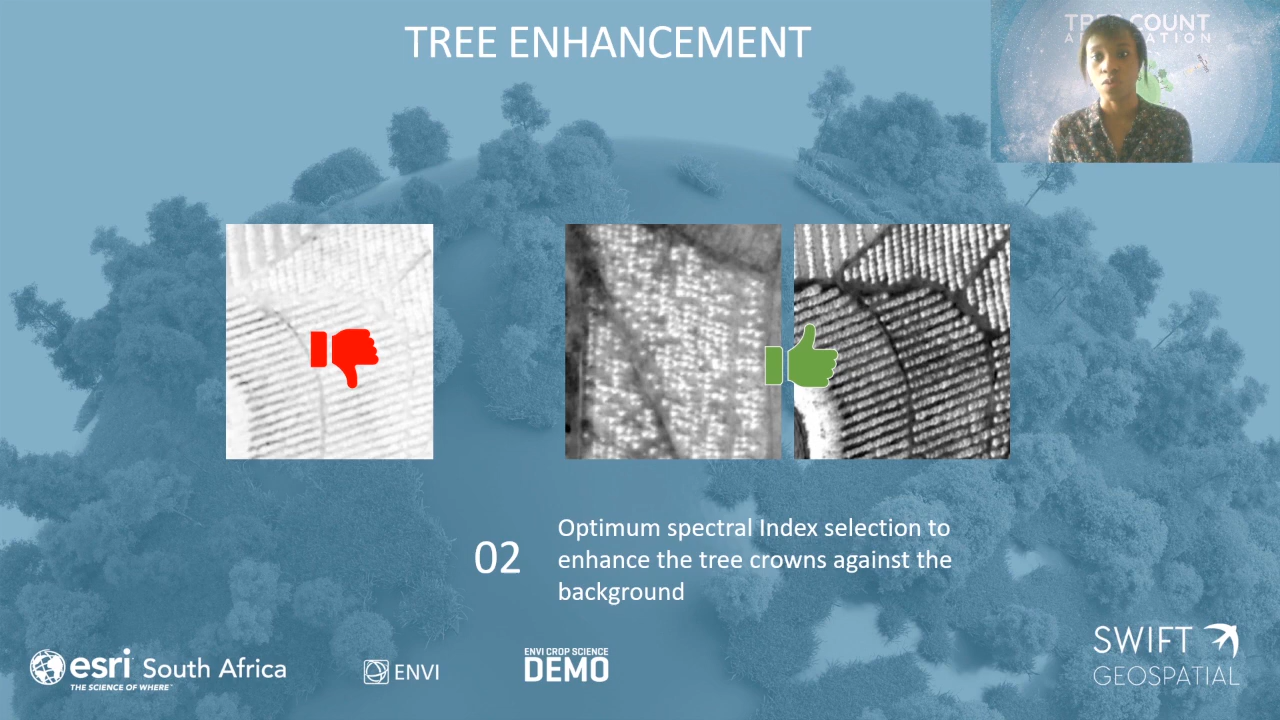 TREE ENHANCEMENT
COUNT
02
Optimum spectral Index selection to
enhance the tree crowns against the
background
esri South Africa
THE SCIENCE OF WHERE™
ENVI
ENVI CROP SCIENCE
DEMO
SWIFT
GEOSPATIAL